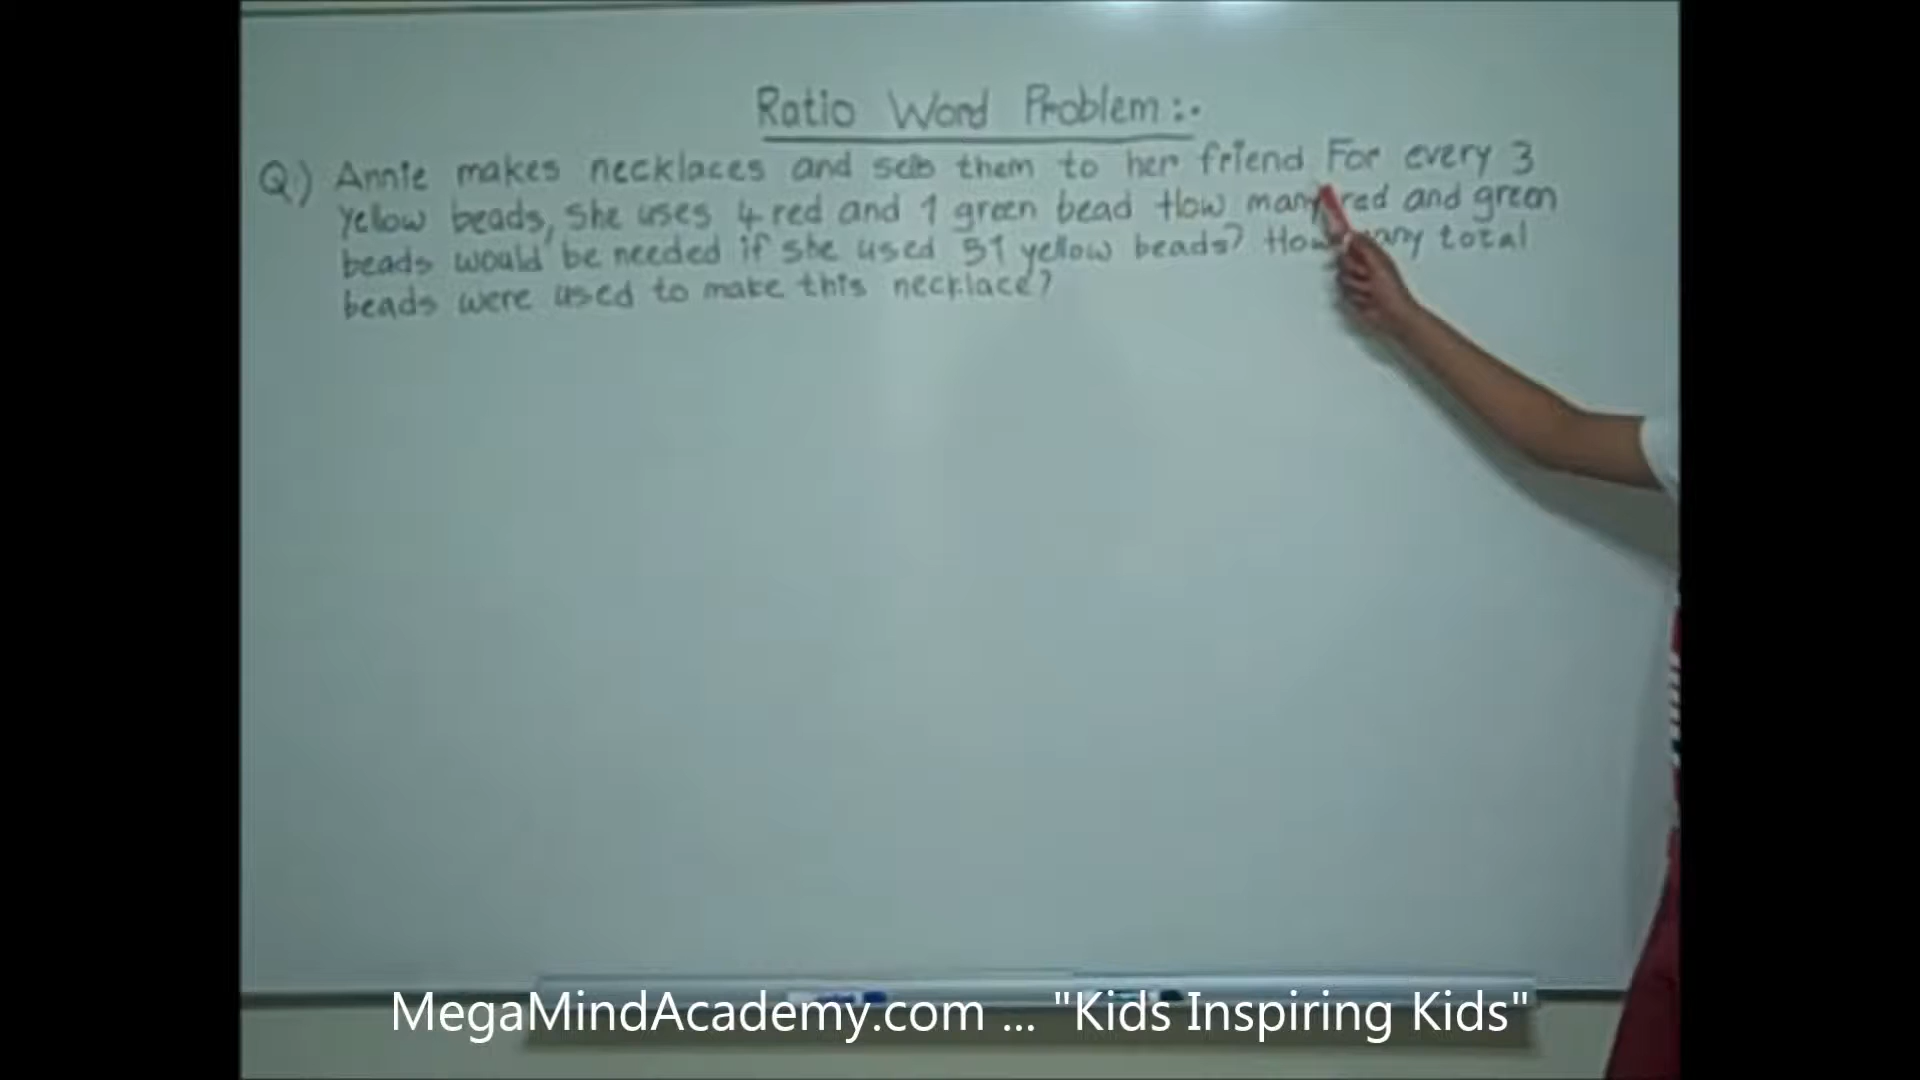 Ratio Word Problem:.
Q.) Annie makes necklaces and sells them to her friend For every 3
yellow beads, she uses 4 red and 1 green bead How many red and green
beads would be needed if she used 51 yellow beads? How many total
beads were used to make this necklace?
MegaMindAcademy.com ... "Kids Inspiring Kids"